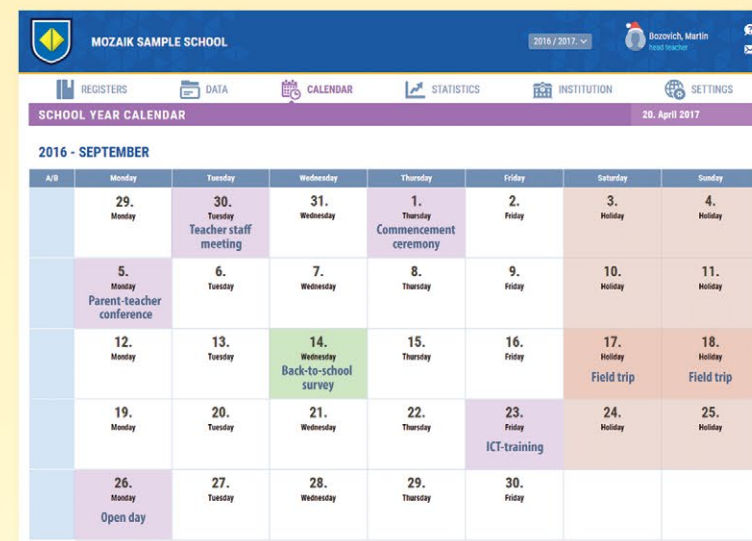 MOZAIK SAMPLE SCHOOL
2016 / 2017.
Bozovich, Martin
head teacher
REGISTERS
DATA
CALENDAR
STATISTICS
INSTITUTION
SETTINGS
SCHOOL YEAR CALENDAR
20. April 2017
2016 - SEPTEMBER
A/B Monday Tuesday Wednesday Thursday Friday Saturday Sunday
29. 30. 31. 1. 2. 3. 4.
Monday Tuesday Wednesday Thursday Friday Holiday Holiday
Teacher staff Commencement
meeting ceremony
5. 6. 7. 8. 9. 10. 11.
Monday Tuesday Wednesday Thursday Friday Holiday Holiday
Parent-teacher
conference
12. 13. 14. 15. 16. 17. 18.
Monday Tuesday Wednesday Thursday Friday Holiday Holiday
Back-to-school Field trip Field trip
survey
19. 20. 21. 22. 23. 24. 25.
Monday Tuesday Wednesday Thursday Friday Holiday Holiday
ICT-training
26. 27. 28. 29. 30.
Monday Tuesday Wednesday Thursday Friday
Open day